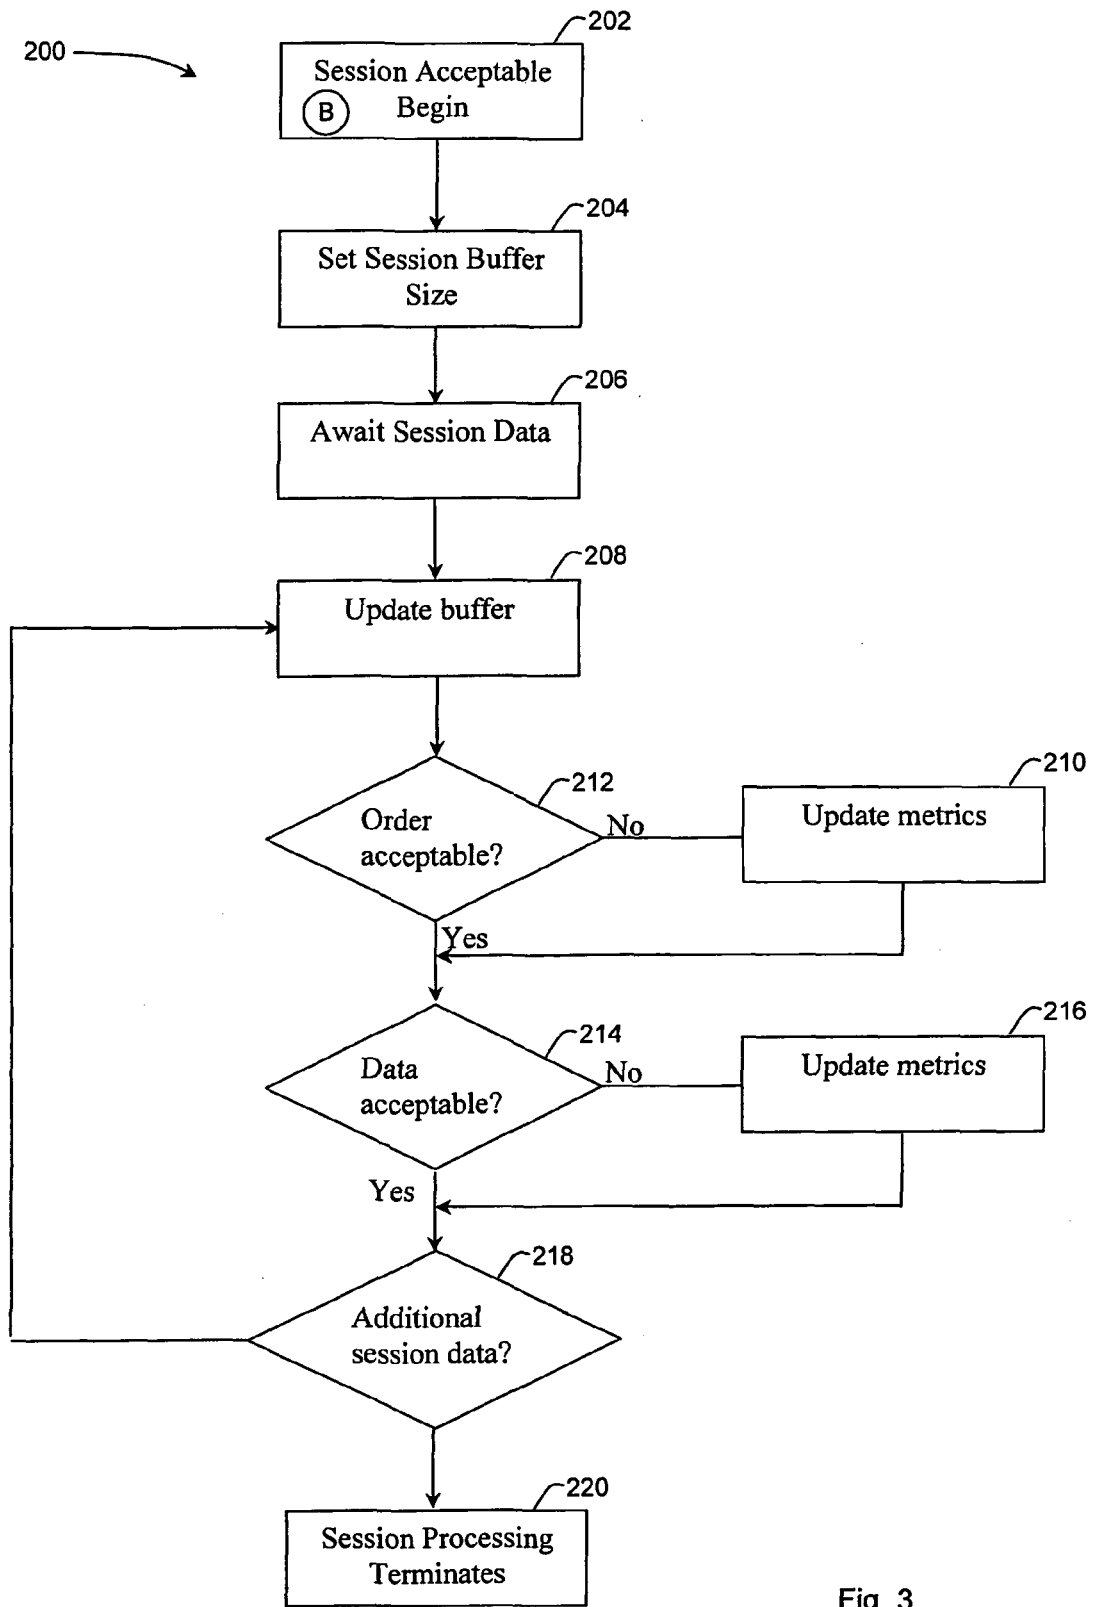 202
200
Session Acceptable
Begin
B
204
Set Session Buffer
Size
206
Await Session Data
208
Update buffer
210
212
Order
acceptable?
No
Update metrics
Yes
216
214
Data
acceptable?
No
Update metrics
Yes
218
Additional
session data?
220
Session Processing
Terminates
Fig. 3